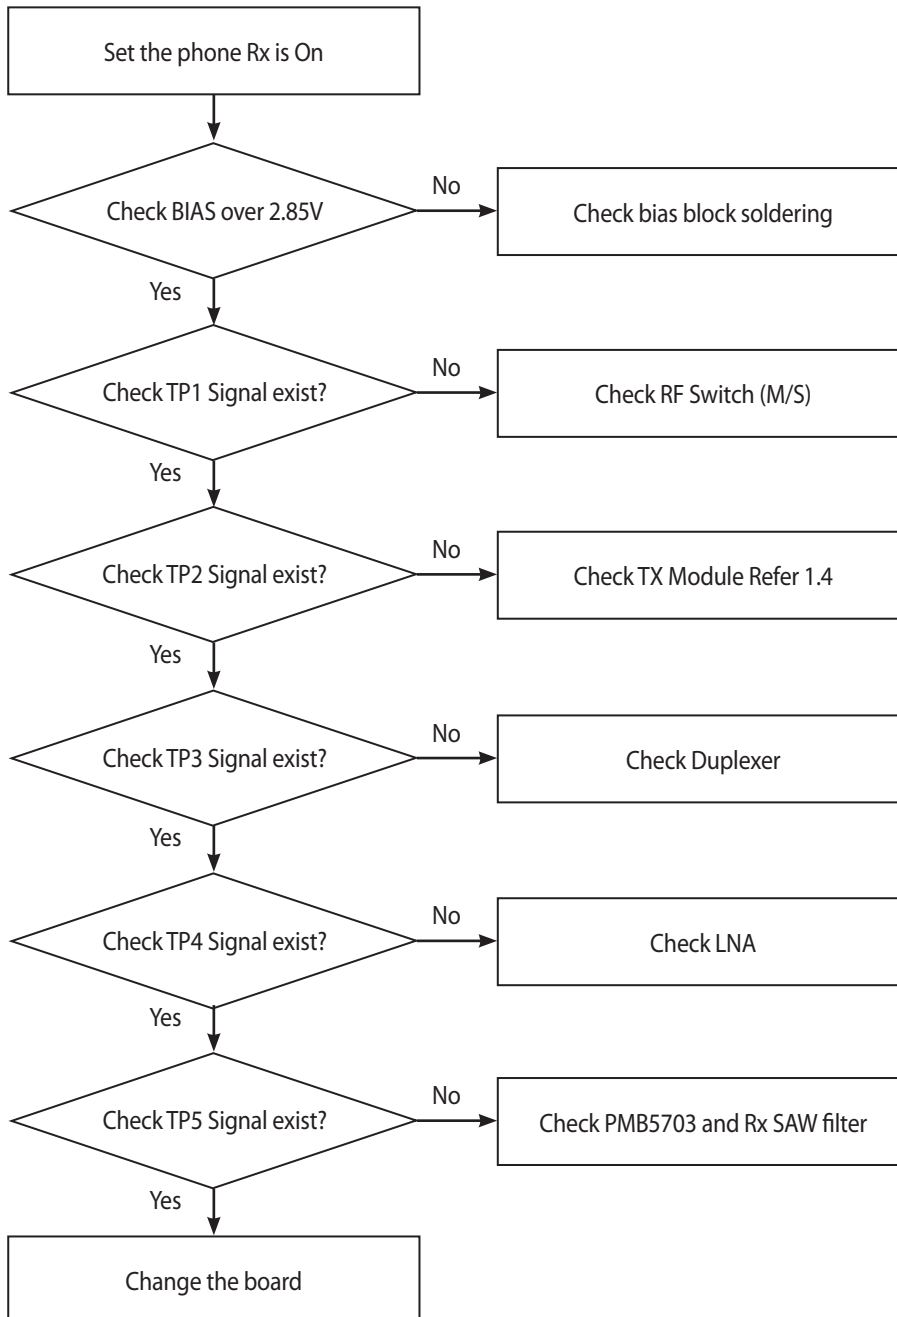 Set the phone Rx is On
Check BIAS over 2.85V
No
Check bias block soldering
Yes
Check TP1 Signal exist?
No
Check RF Switch (M/S)
Yes
Check TP2 Signal exist?
No
Check TX Module Refer 1.4
Yes
Check TP3 Signal exist?
No
Check Duplexer
Yes
Check TP4 Signal exist?
No
Check LNA
Yes
Check TP5 Signal exist?
No
Check PMB5703 and Rx SAW filter
Yes
Change the board